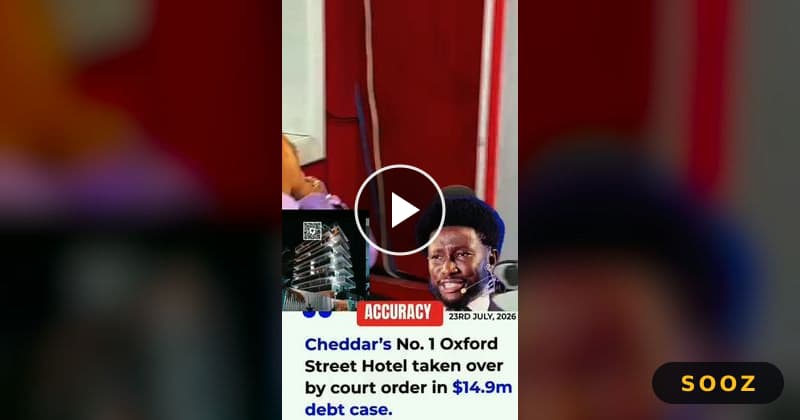 ACCURACY
23RD JULY, 2026
Cheddar's No. 1 Oxford
Street Hotel taken over
by court order in $14.9m
debt case.
SOOZ